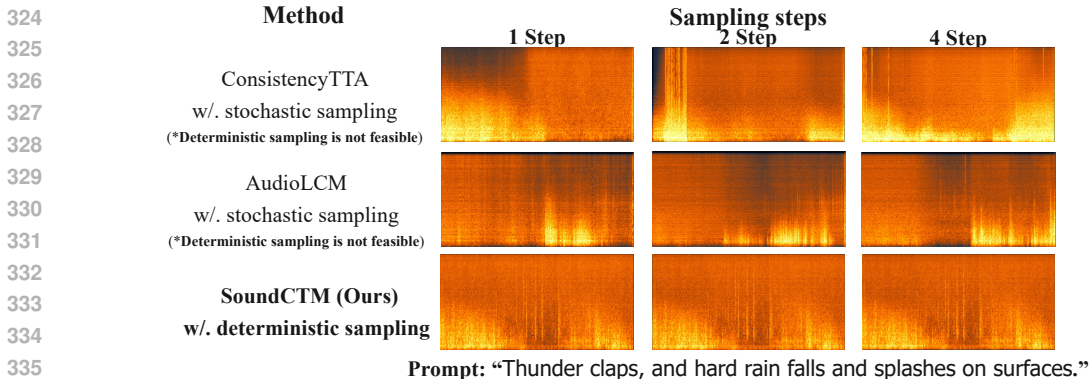 324
Method Sampling steps
325
1 Step 2 Step 4 Step
326
ConsistencyTTA
327
w/. stochastic sampling
328
(*Deterministic sampling is not feasible)
329
AudioLCM
330
w/. stochastic sampling
331
(*Deterministic sampling is not feasible)
332
333
SoundCTM (Ours)
334
w/. deterministic sampling
335
Prompt: “Thunder claps, and hard rain falls and splashes on surfaces.”